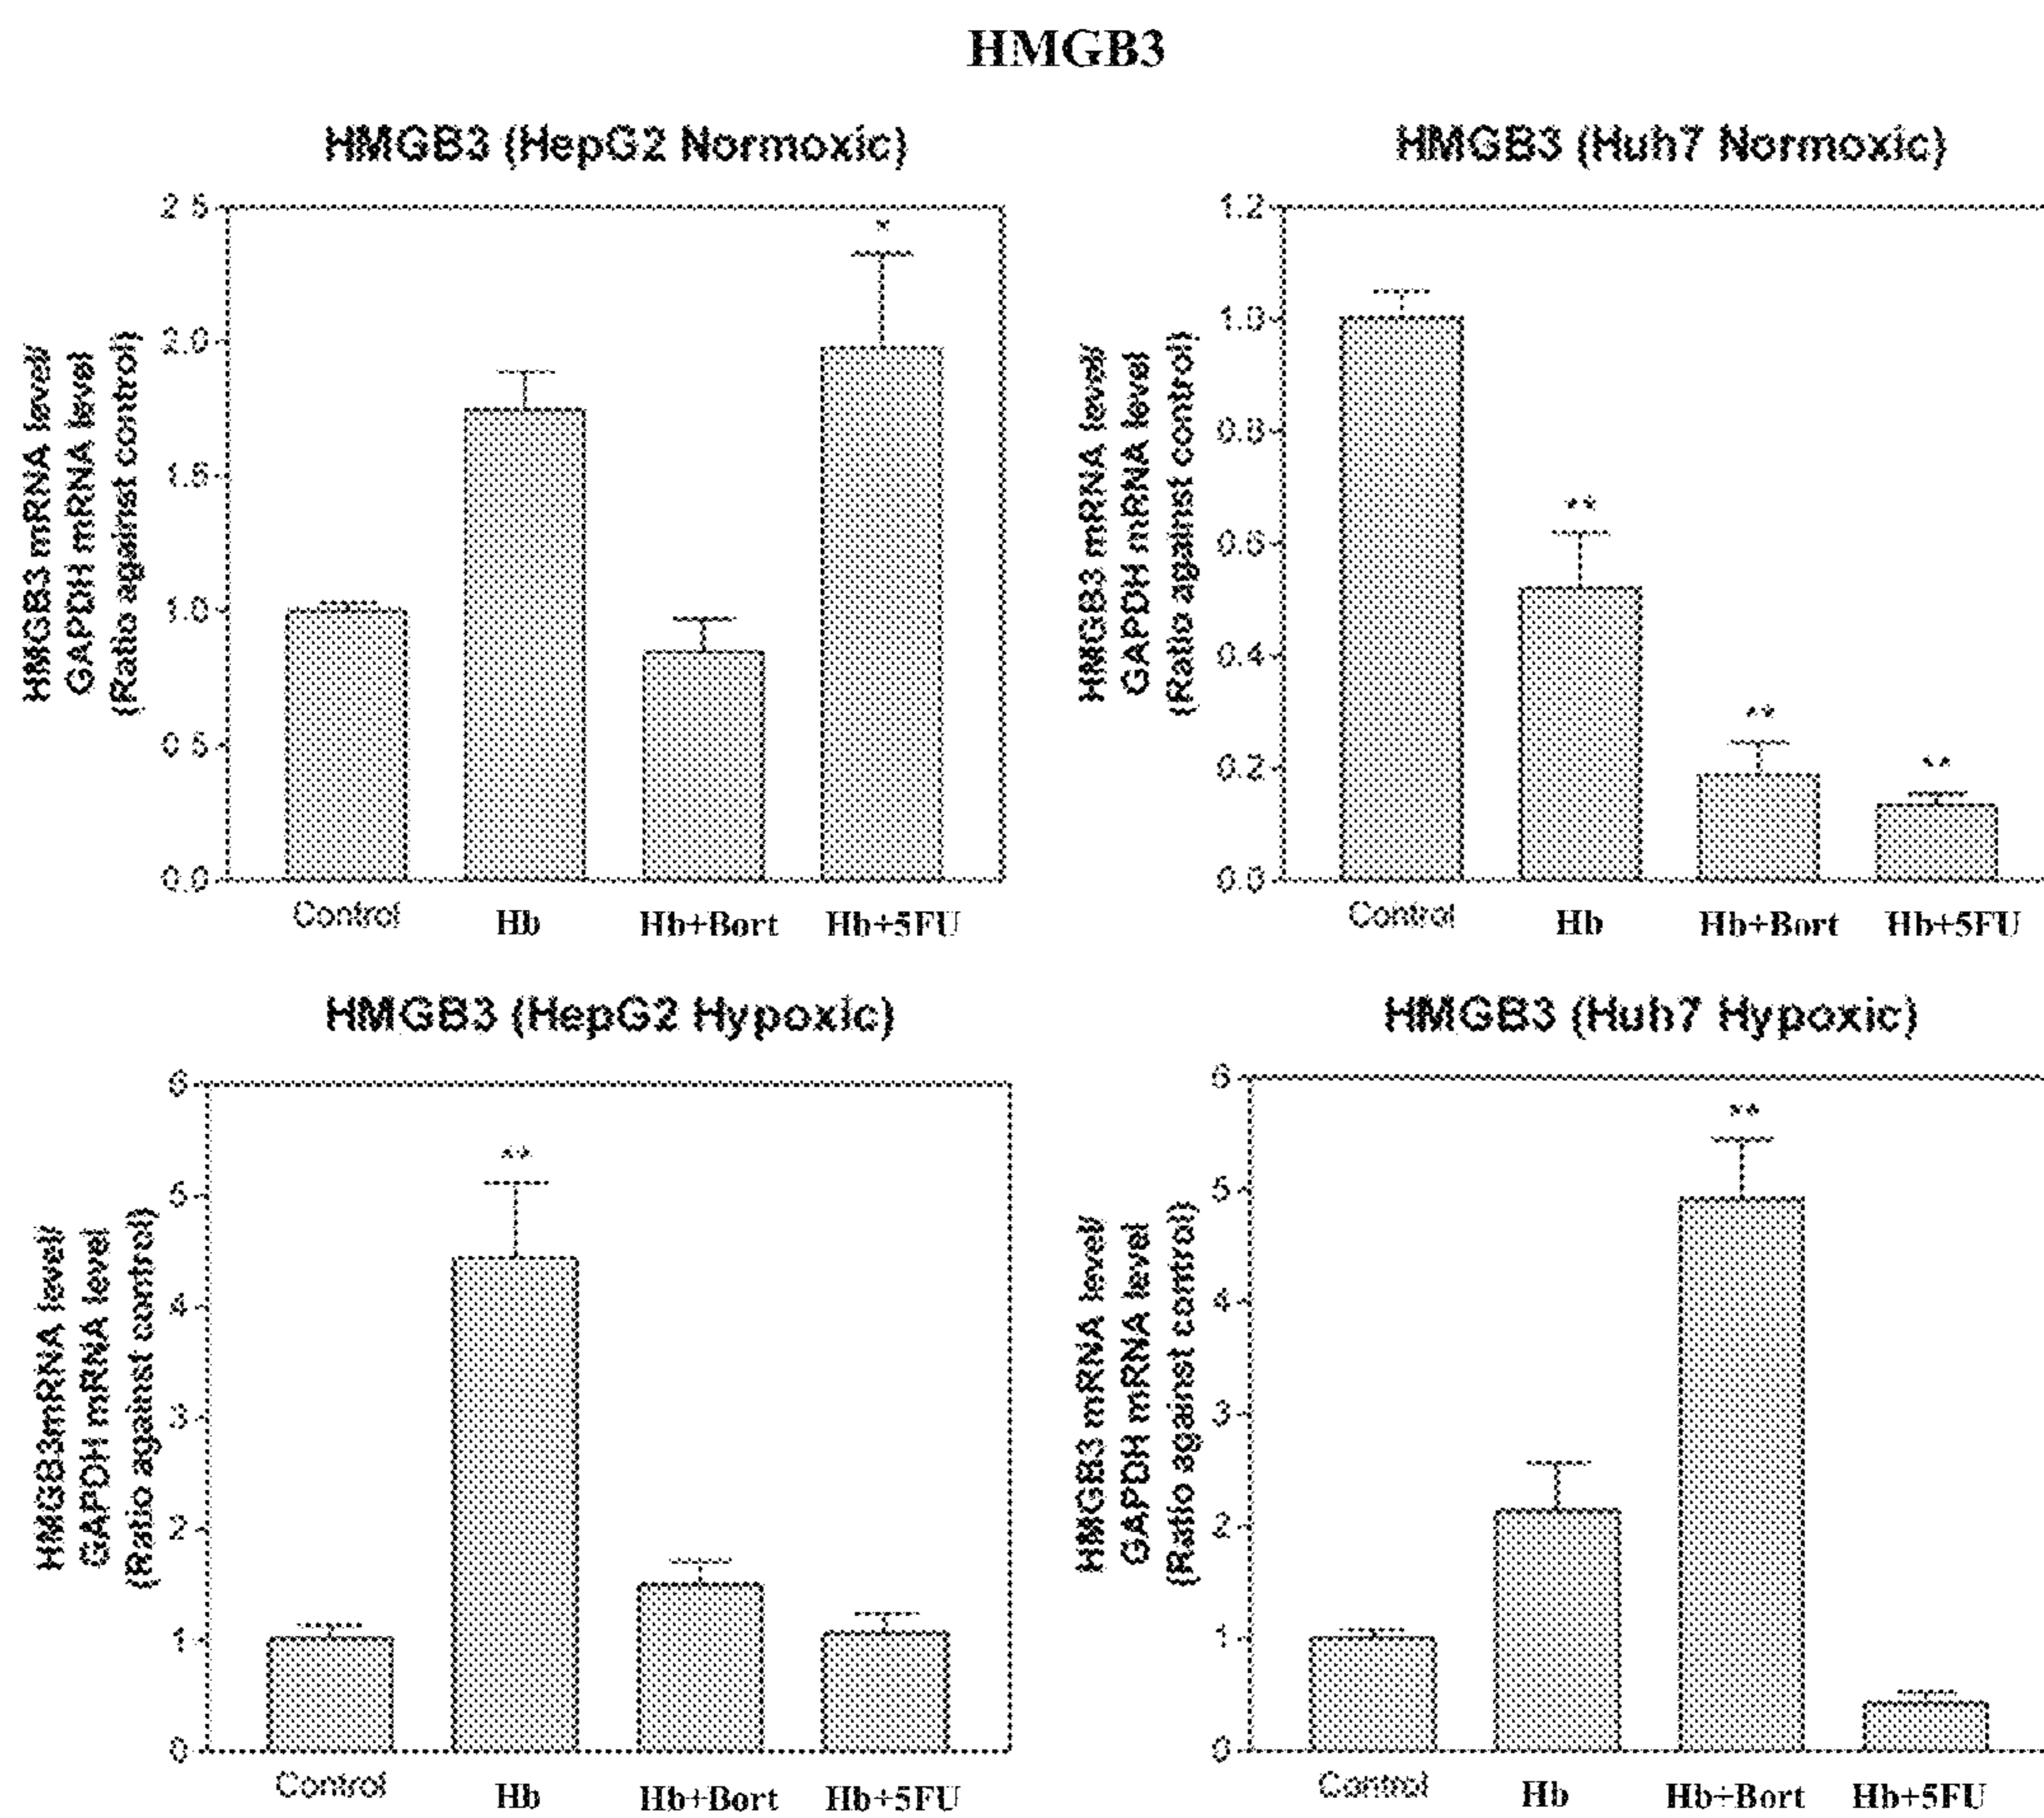 HMGB3
HMGB3 (HepG2 Normoxic)
HMGB3 mRNA level/
GAPDH mRNA level
(Ratio against control)
2.5
2.0
1.5
1.0
0.5
0.0
*
Control Hb Hb+Bort Hb+5FU
HMGB3 (Huh7 Normoxic)
HMGB3 mRNA level/
GAPDH mRNA level
(Ratio against control)
1.2
1.0
0.8
0.6
0.4
0.2
0.0
**
**
**
Control Hb Hb+Bort Hb+5FU
HMGB3 (HepG2 Hypoxic)
HMGB3mRNA level/
GAPDH mRNA level
(Ratio against control)
6
5
4
3
2
1
0
**
Control Hb Hb+Bort Hb+5FU
HMGB3 (Huh7 Hypoxic)
HMGB3 mRNA level/
GAPDH mRNA level
(Ratio against control)
6
5
4
3
2
1
0
**
Control Hb Hb+Bort Hb+5FU